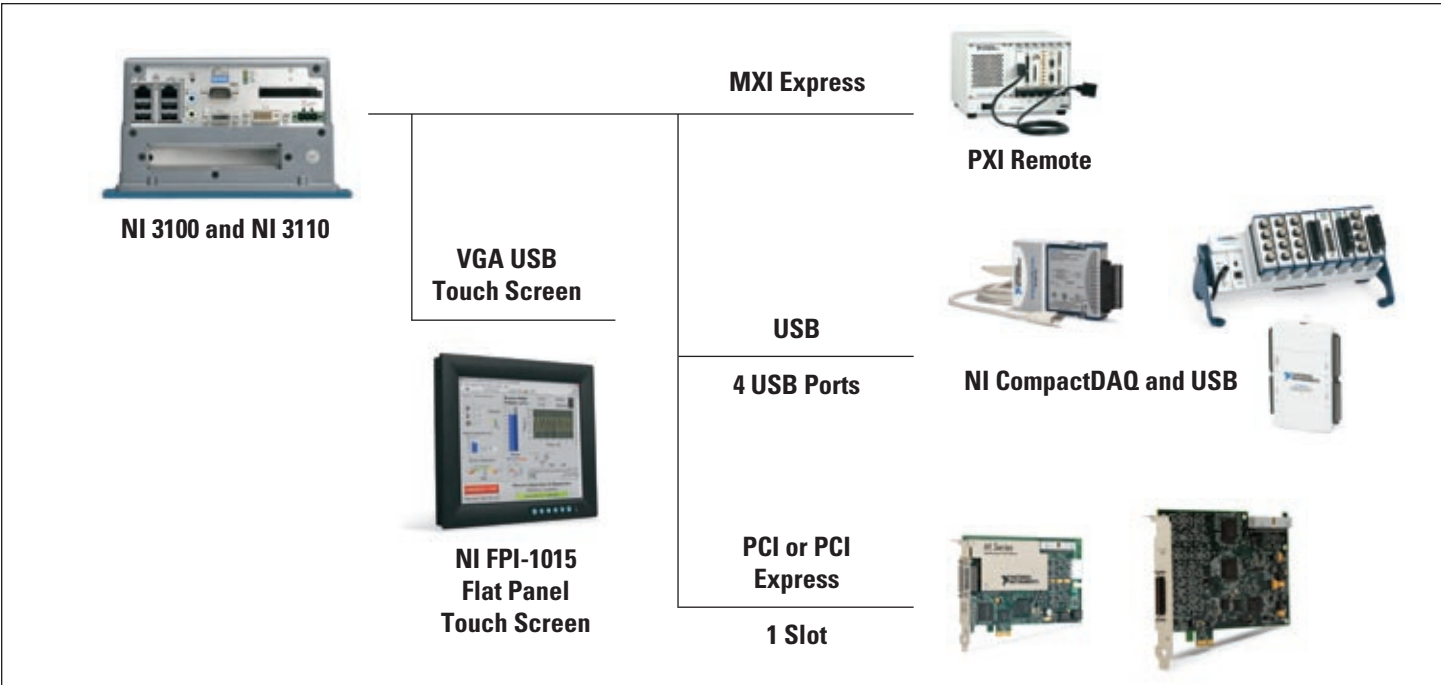 MXI Express
PXI Remote
NI 3100 and NI 3110
VGA USB
Touch Screen
USB
4 USB Ports
NI CompactDAQ and USB
NI FPI-1015
Flat Panel
Touch Screen
PCI or PCI
Express
1 Slot
M Series